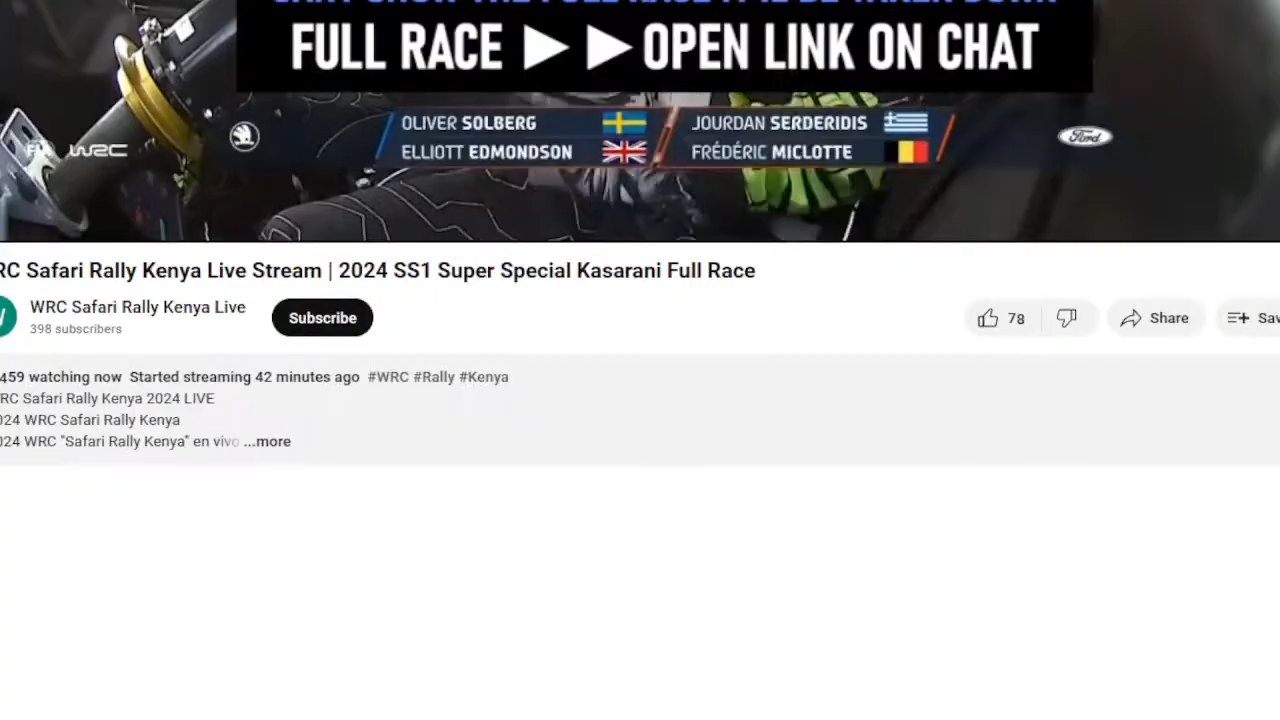 FULL RACE ▶ ▶ OPEN LINK ON CHAT
OLIVER SOLBERG
JOURDAN SERDERIDIS
ELLIOTT EDMONDSON
FRÉDÉRIC MICLOTTE
WRC
Ford
RC Safari Rally Kenya Live Stream | 2024 SS1 Super Special Kasarani Full Race
WRC Safari Rally Kenya Live
398 subscribers
Subscribe
78
Share
Sav
459 watching now Started streaming 42 minutes ago #WRC #Rally #Kenya
RC Safari Rally Kenya 2024 LIVE
024 WRC Safari Rally Kenya
024 WRC "Safari Rally Kenya" en vivo ...more